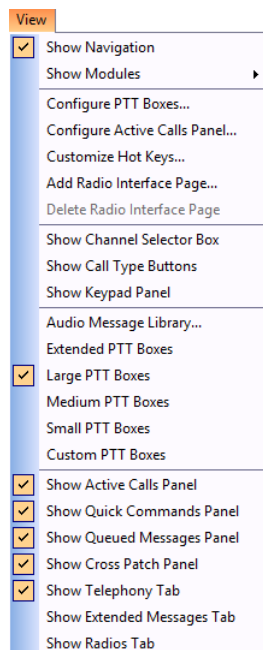 View
Show Navigation
Show Modules
Configure PTT Boxes...
Configure Active Calls Panel...
Customize Hot Keys...
Add Radio Interface Page...
Delete Radio Interface Page
Show Channel Selector Box
Show Call Type Buttons
Show Keypad Panel
Audio Message Library...
Extended PTT Boxes
Large PTT Boxes
Medium PTT Boxes
Small PTT Boxes
Custom PTT Boxes
Show Active Calls Panel
Show Quick Commands Panel
Show Queued Messages Panel
Show Cross Patch Panel
Show Telephony Tab
Show Extended Messages Tab
Show Radios Tab